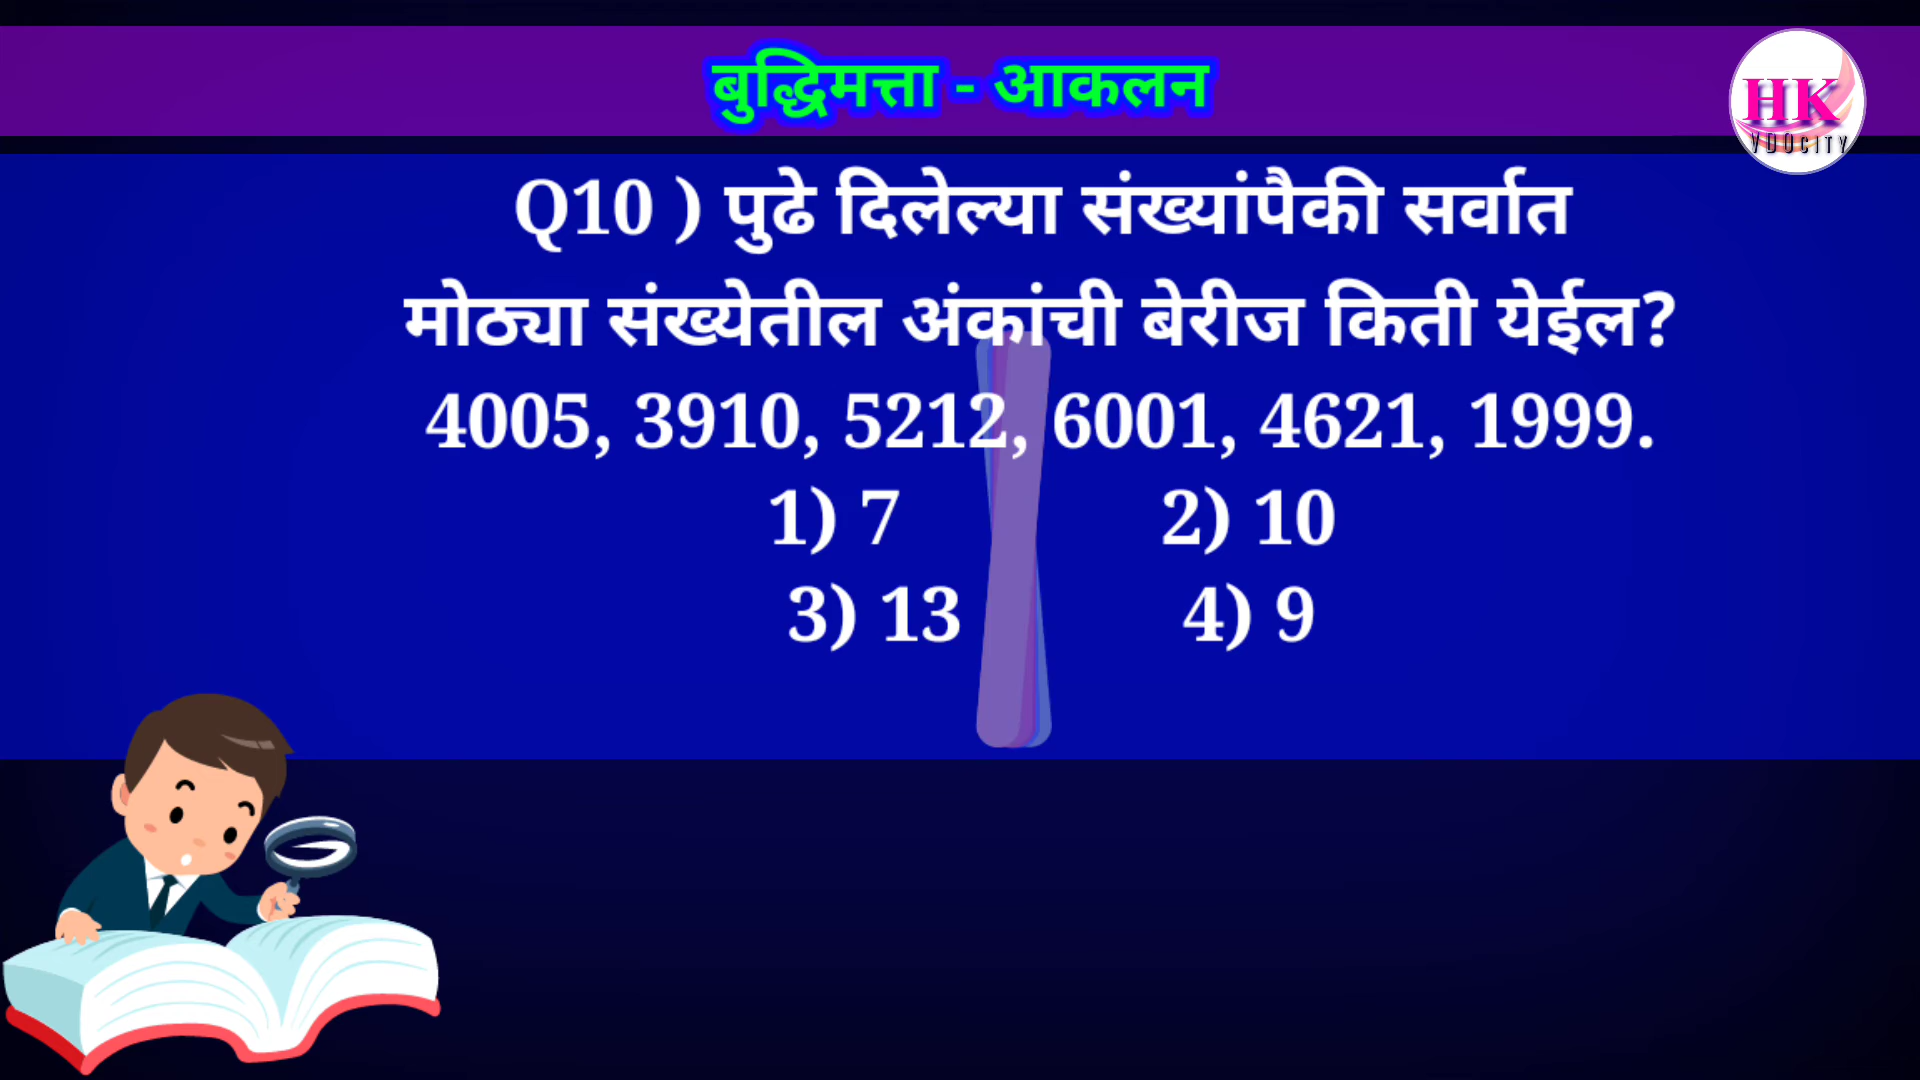 बुद्धिमत्ता - आकलन
HK
VDOCITY
Q10 ) पुढे दिलेल्या संख्यांपैकी सर्वात
मोठ्या संख्येतील अंकांची बेरीज किती येईल?
4005, 3910, 5212, 6001, 4621, 1999.
1) 7 2) 10
3) 13 4) 9